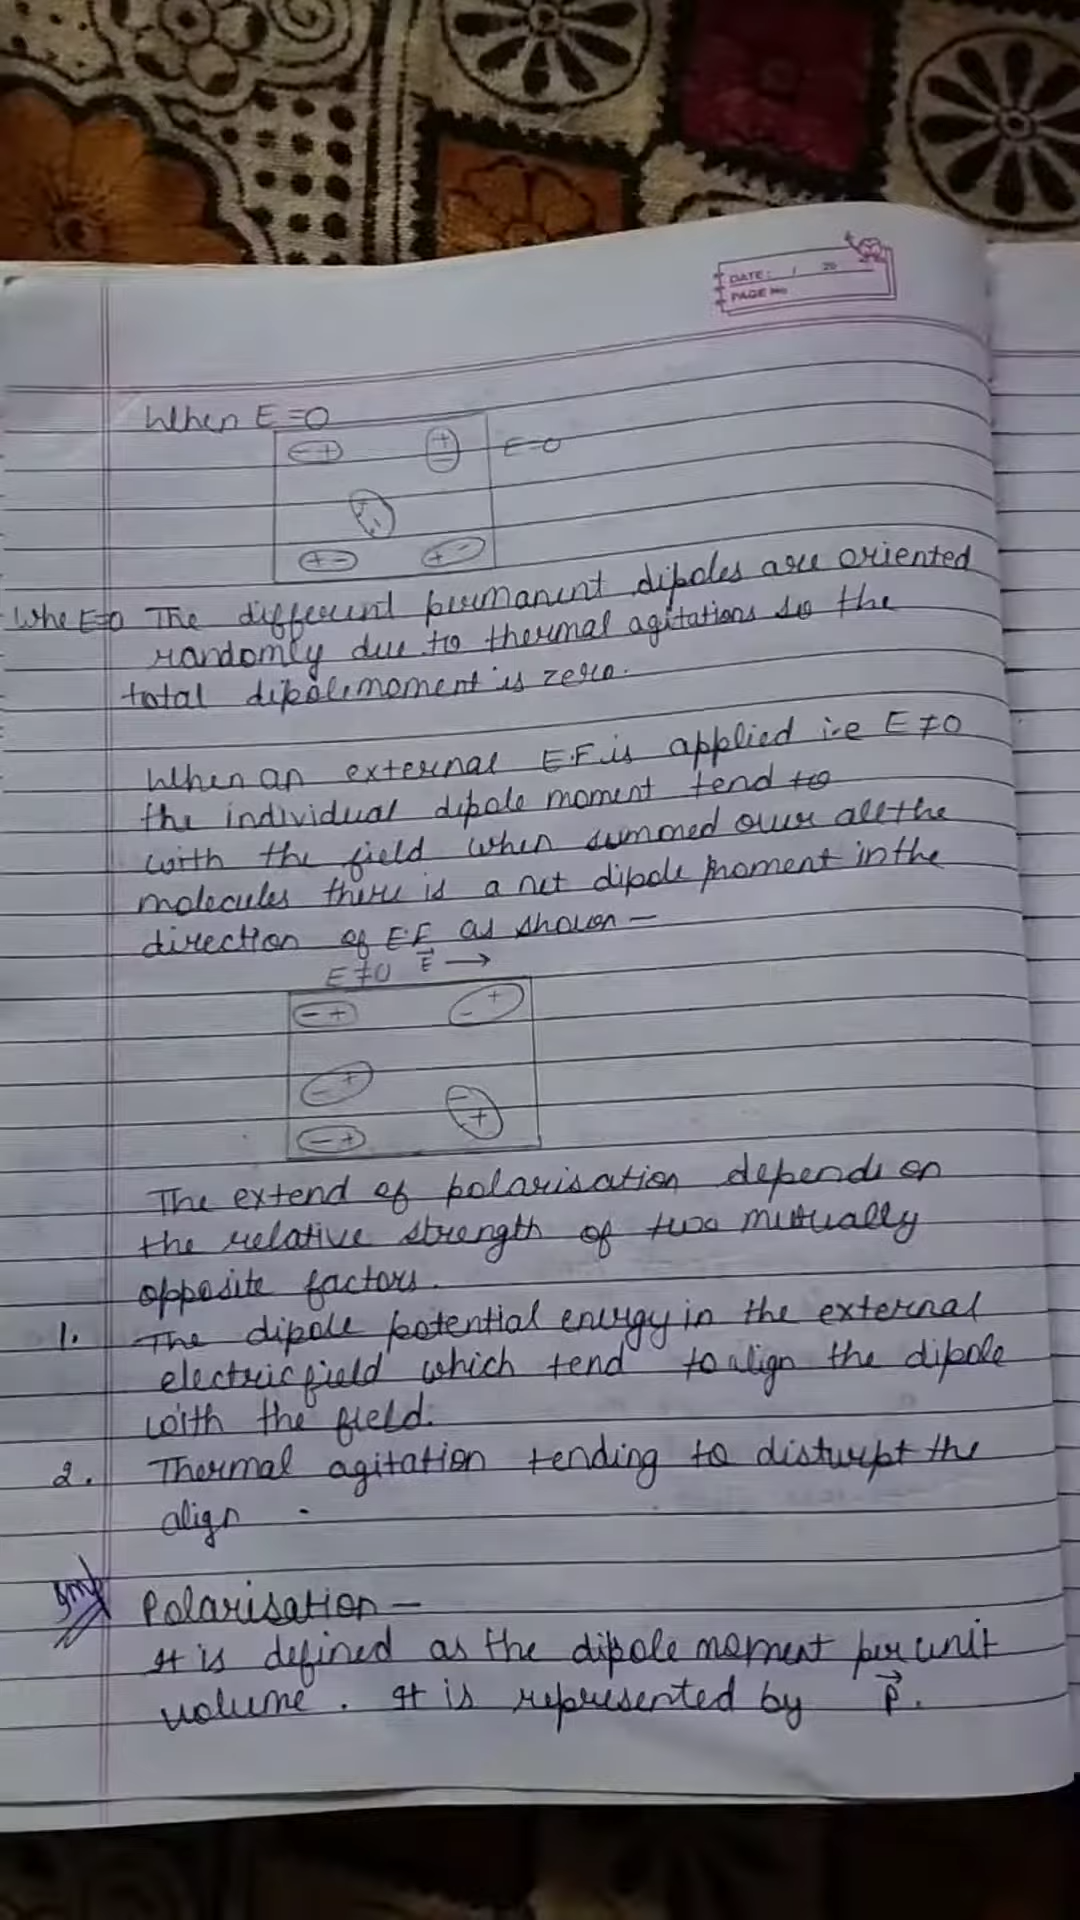 DATE: / 20
PAGE No
When E=0
- +
+
-
E=0
+ -
+ -
Whe E=0 The different permanent dipoles are oriented
randomly due to thermal agitations so the
total dipole moment is zero.
When an external E.F is applied i.e E≠0
the individual dipole moment tend to
with the field when summed over all the
molecules there is a net dipole moment in the
direction of E.F as shown —
E≠0 E⃗ →
- +
- +
- +
-
+
- +
The extend of polarisation depends on
the relative strength of two mutually
opposite factors.
1. The dipole potential energy in the external
electric field which tend to align the dipole
with the field.
2. Thermal agitation tending to disturpt the
align .
Imp Polarisation —
It is defined as the dipole moment per unit
volume. It is represented by P⃗.